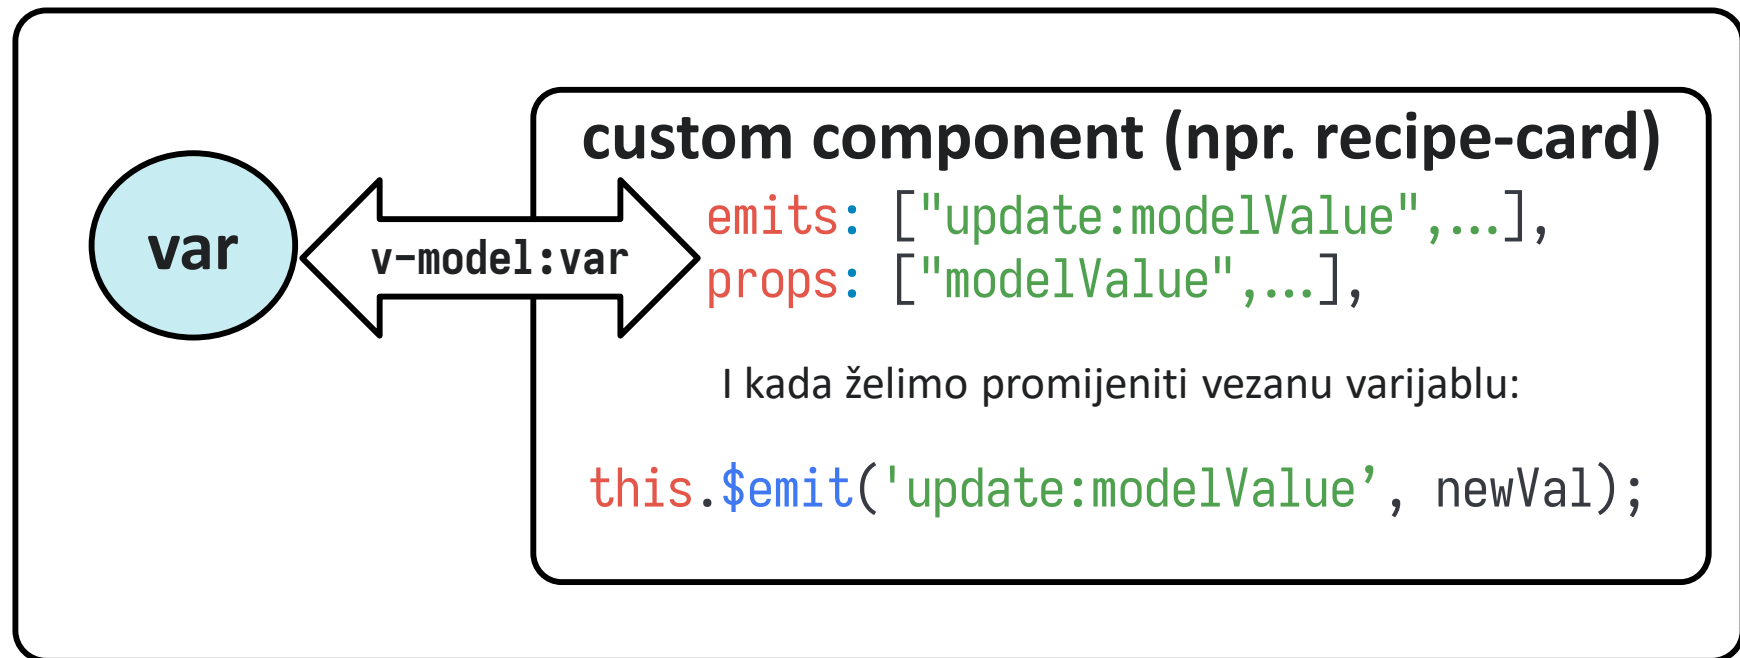 custom component (npr. recipe-card)
var
v-model:var
emits: ["update:modelValue",...],
props: ["modelValue",...],
I kada želimo promijeniti vezanu varijablu:
this.$emit('update:modelValue’, newVal);